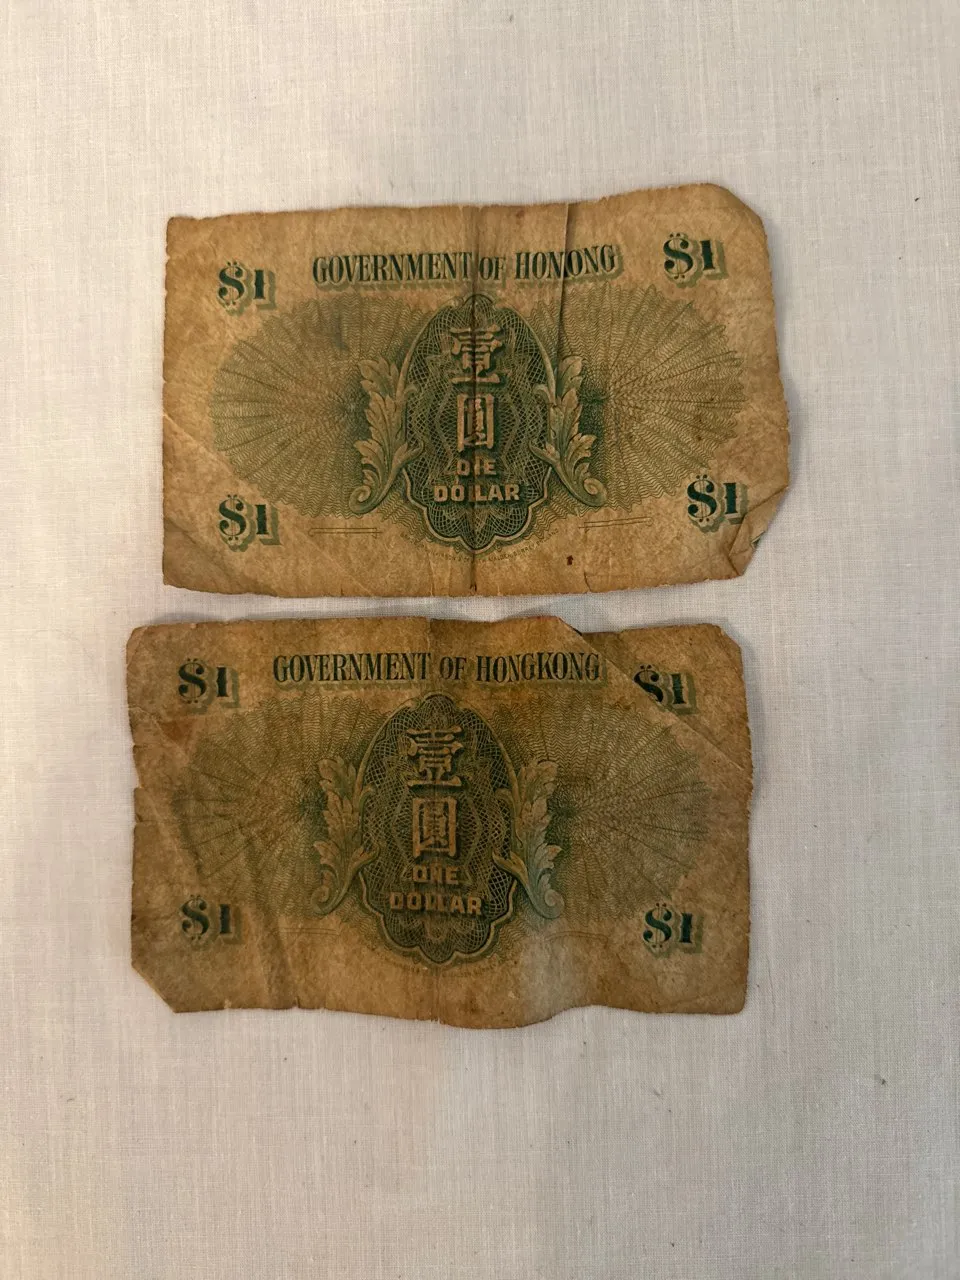 $1 GOVERNMENT OF HONONG $1
壹
圓
ONE
DOLLAR
$1 $1
$1 GOVERNMENT OF HONGKONG $1
壹
圓
ONE
DOLLAR
$1 $1